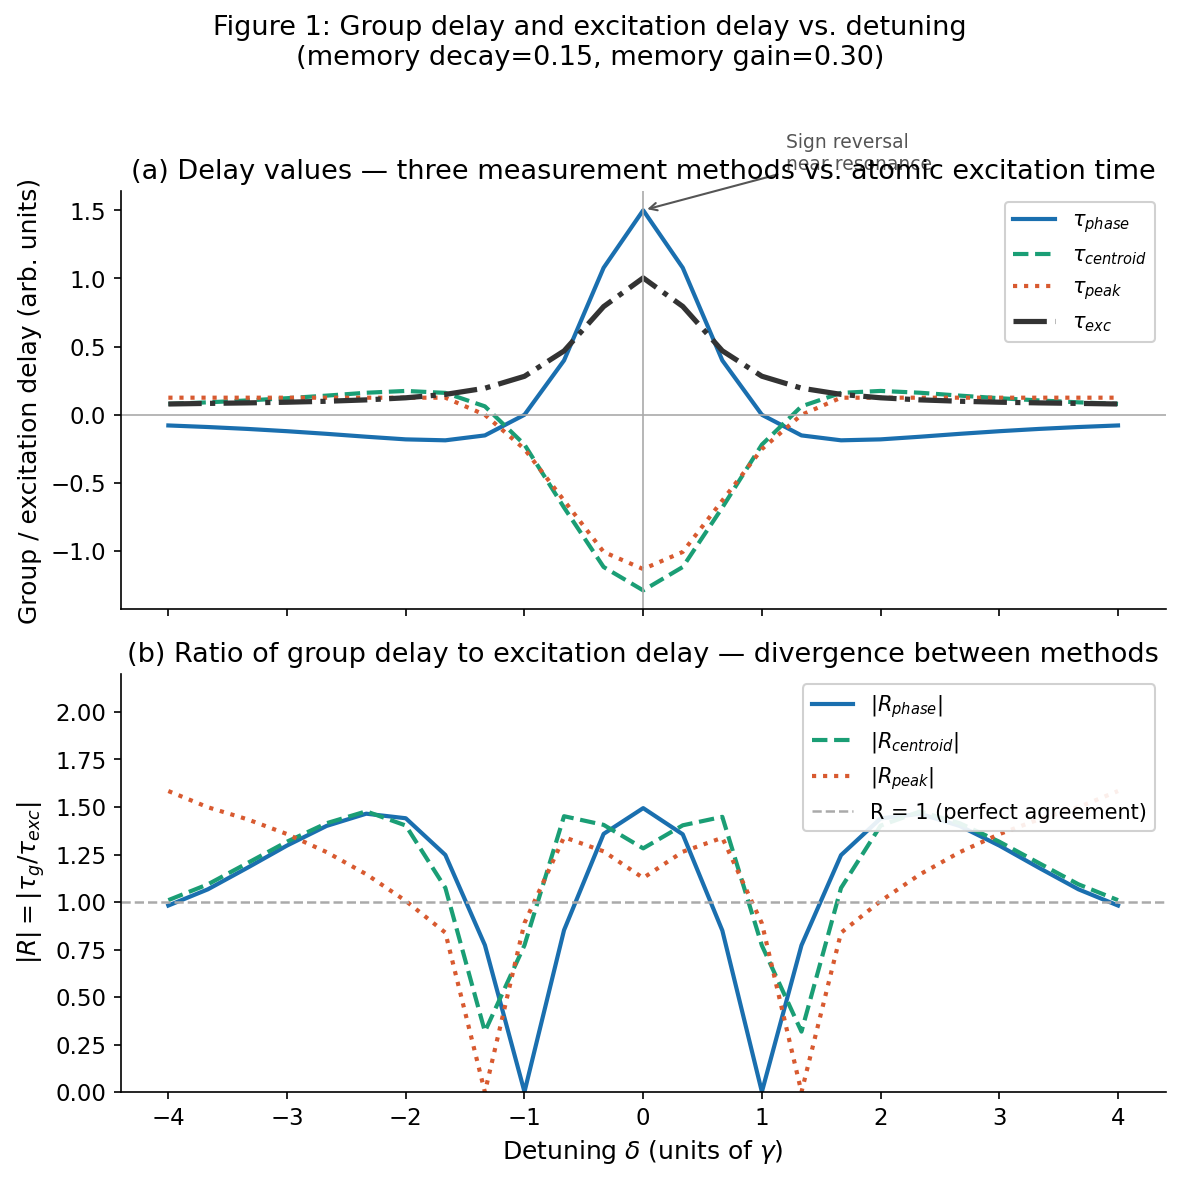 Figure 1: Group delay and excitation delay vs. detuning
(memory decay=0.15, memory gain=0.30)
Sign reversal
near resonance
(a) Delay values — three measurement methods vs. atomic excitation time
Group / excitation delay (arb. units)
1.5
1.0
0.5
0.0
−0.5
−1.0
τphase
τcentroid
τpeak
τexc
(b) Ratio of group delay to excitation delay — divergence between methods
|R| = |τg/τexc|
2.00
1.75
1.50
1.25
1.00
0.75
0.50
0.25
0.00
|Rphase|
|Rcentroid|
|Rpeak|
R = 1 (perfect agreement)
−4 −3 −2 −1 0 1 2 3 4
Detuning δ (units of γ)